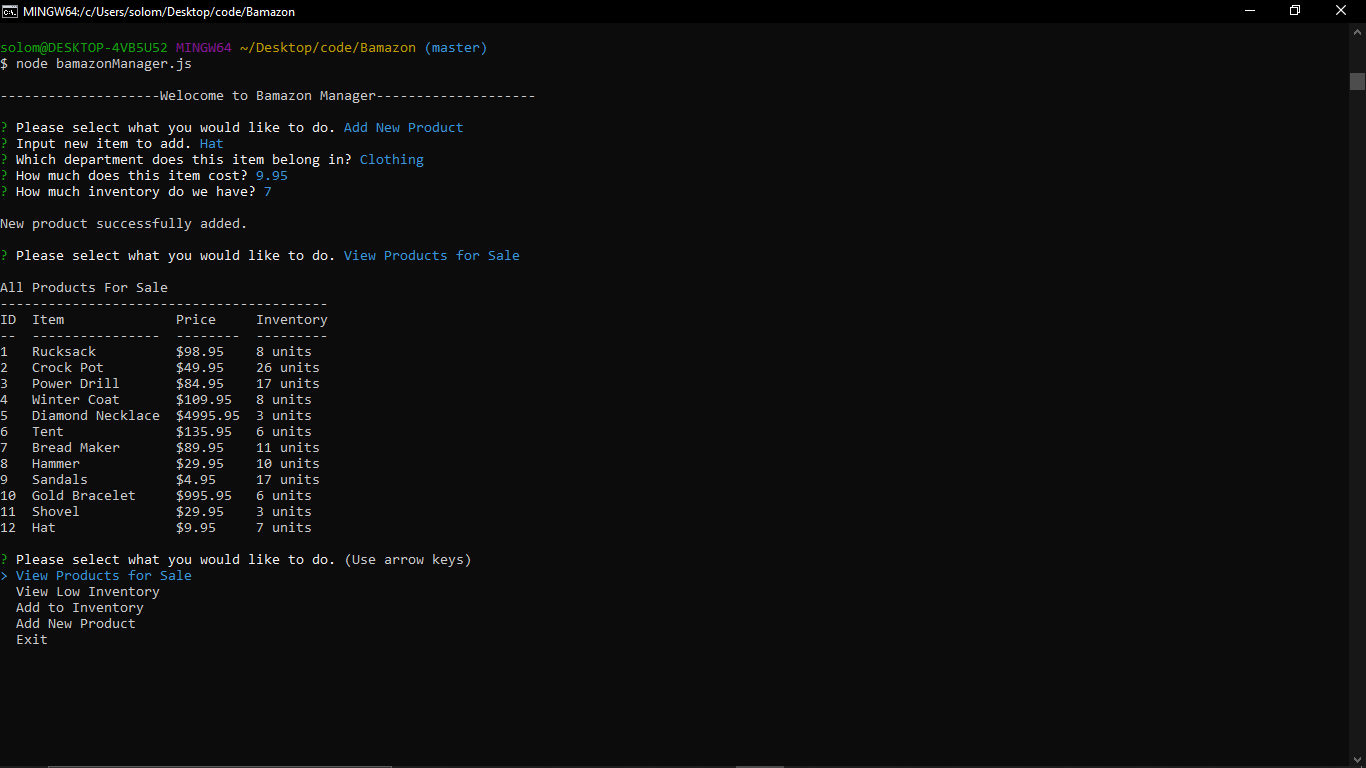 MINGW64:/c/Users/solom/Desktop/code/Bamazon
solom@DESKTOP-4VB5U52 MINGW64 ~/Desktop/code/Bamazon (master)
$ node bamazonManager.js
--------------------Welocome to Bamazon Manager--------------------
? Please select what you would like to do. Add New Product
? Input new item to add. Hat
? Which department does this item belong in? Clothing
? How much does this item cost? 9.95
? How much inventory do we have? 7
New product successfully added.
? Please select what you would like to do. View Products for Sale
All Products For Sale
-----------------------------------------
ID  Item              Price     Inventory
--  ----------------  --------  ---------
1   Rucksack          $98.95    8 units
2   Crock Pot         $49.95    26 units
3   Power Drill       $84.95    17 units
4   Winter Coat       $109.95   8 units
5   Diamond Necklace  $4995.95  3 units
6   Tent              $135.95   6 units
7   Bread Maker       $89.95    11 units
8   Hammer            $29.95    10 units
9   Sandals           $4.95     17 units
10  Gold Bracelet     $995.95   6 units
11  Shovel            $29.95    3 units
12  Hat               $9.95     7 units
? Please select what you would like to do. (Use arrow keys)
> View Products for Sale
  View Low Inventory
  Add to Inventory
  Add New Product
  Exit